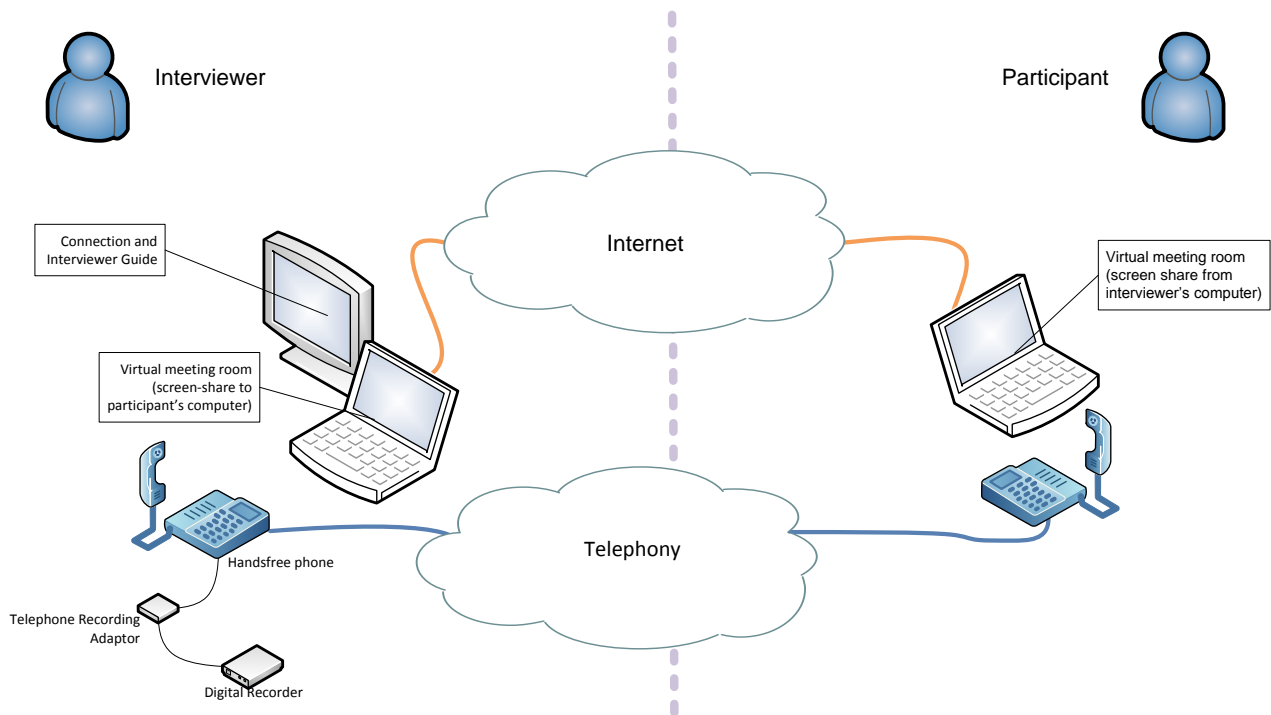 Interviewer
Participant
Connection and
Interviewer Guide
Internet
Virtual meeting room
(screen share from
interviewer's computer)
Virtual meeting room
(screen-share to
participant's computer)
Telephony
Handsfree phone
Telephone Recording
Adaptor
Digital Recorder